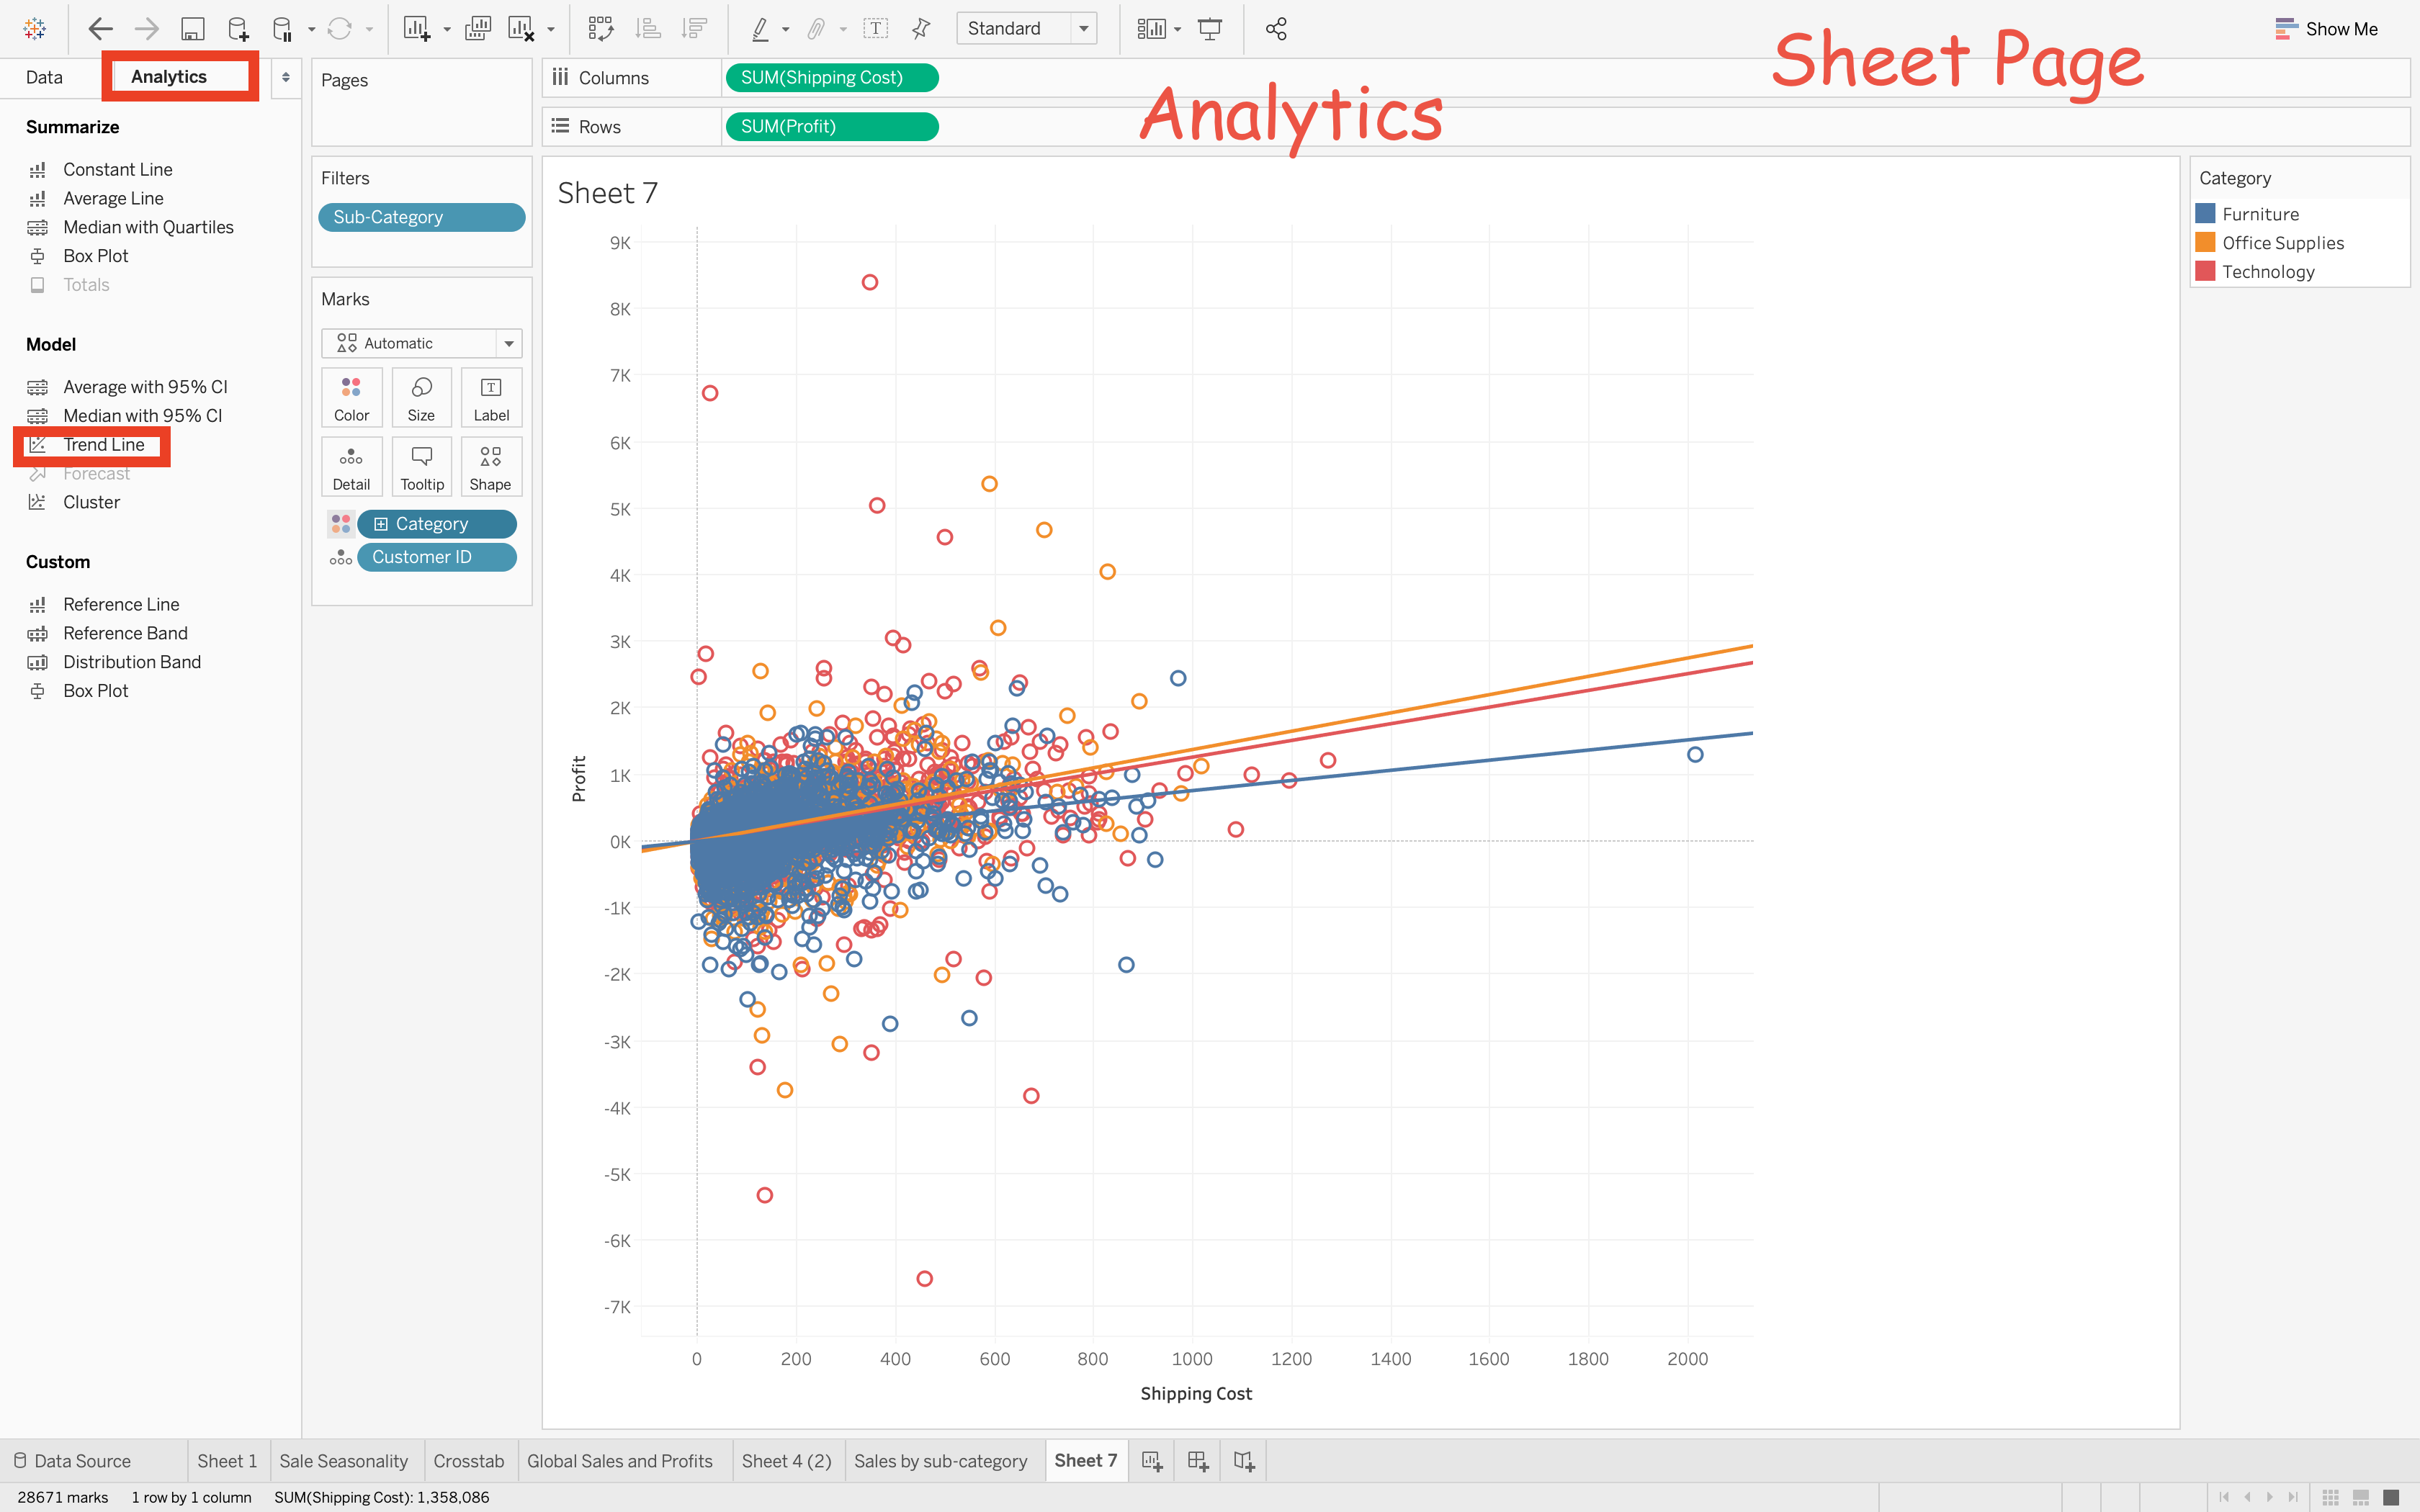 Standard
Show Me
Sheet Page
Data
Analytics
Pages
Columns
SUM(Shipping Cost)
Analytics
Rows
SUM(Profit)
Summarize
Constant Line
Average Line
Median with Quartiles
Box Plot
Totals
Model
Average with 95% CI
Median with 95% CI
Trend Line
Forecast
Cluster
Custom
Reference Line
Reference Band
Distribution Band
Box Plot
Filters
Sub-Category
Marks
Automatic
Color
Size
T
Label
Detail
Tooltip
Shape
Category
Customer ID
Sheet 7
9K
8K
7K
6K
5K
4K
3K
2K
1K
0K
-1K
-2K
-3K
-4K
-5K
-6K
-7K
Profit
0 200 400 600 800 1000 1200 1400 1600 1800 2000
Shipping Cost
Category
Furniture
Office Supplies
Technology
Data Source Sheet 1 Sale Seasonality Crosstab Global Sales and Profits Sheet 4 (2) Sales by sub-category Sheet 7
28671 marks 1 row by 1 column SUM(Shipping Cost): 1,358,086